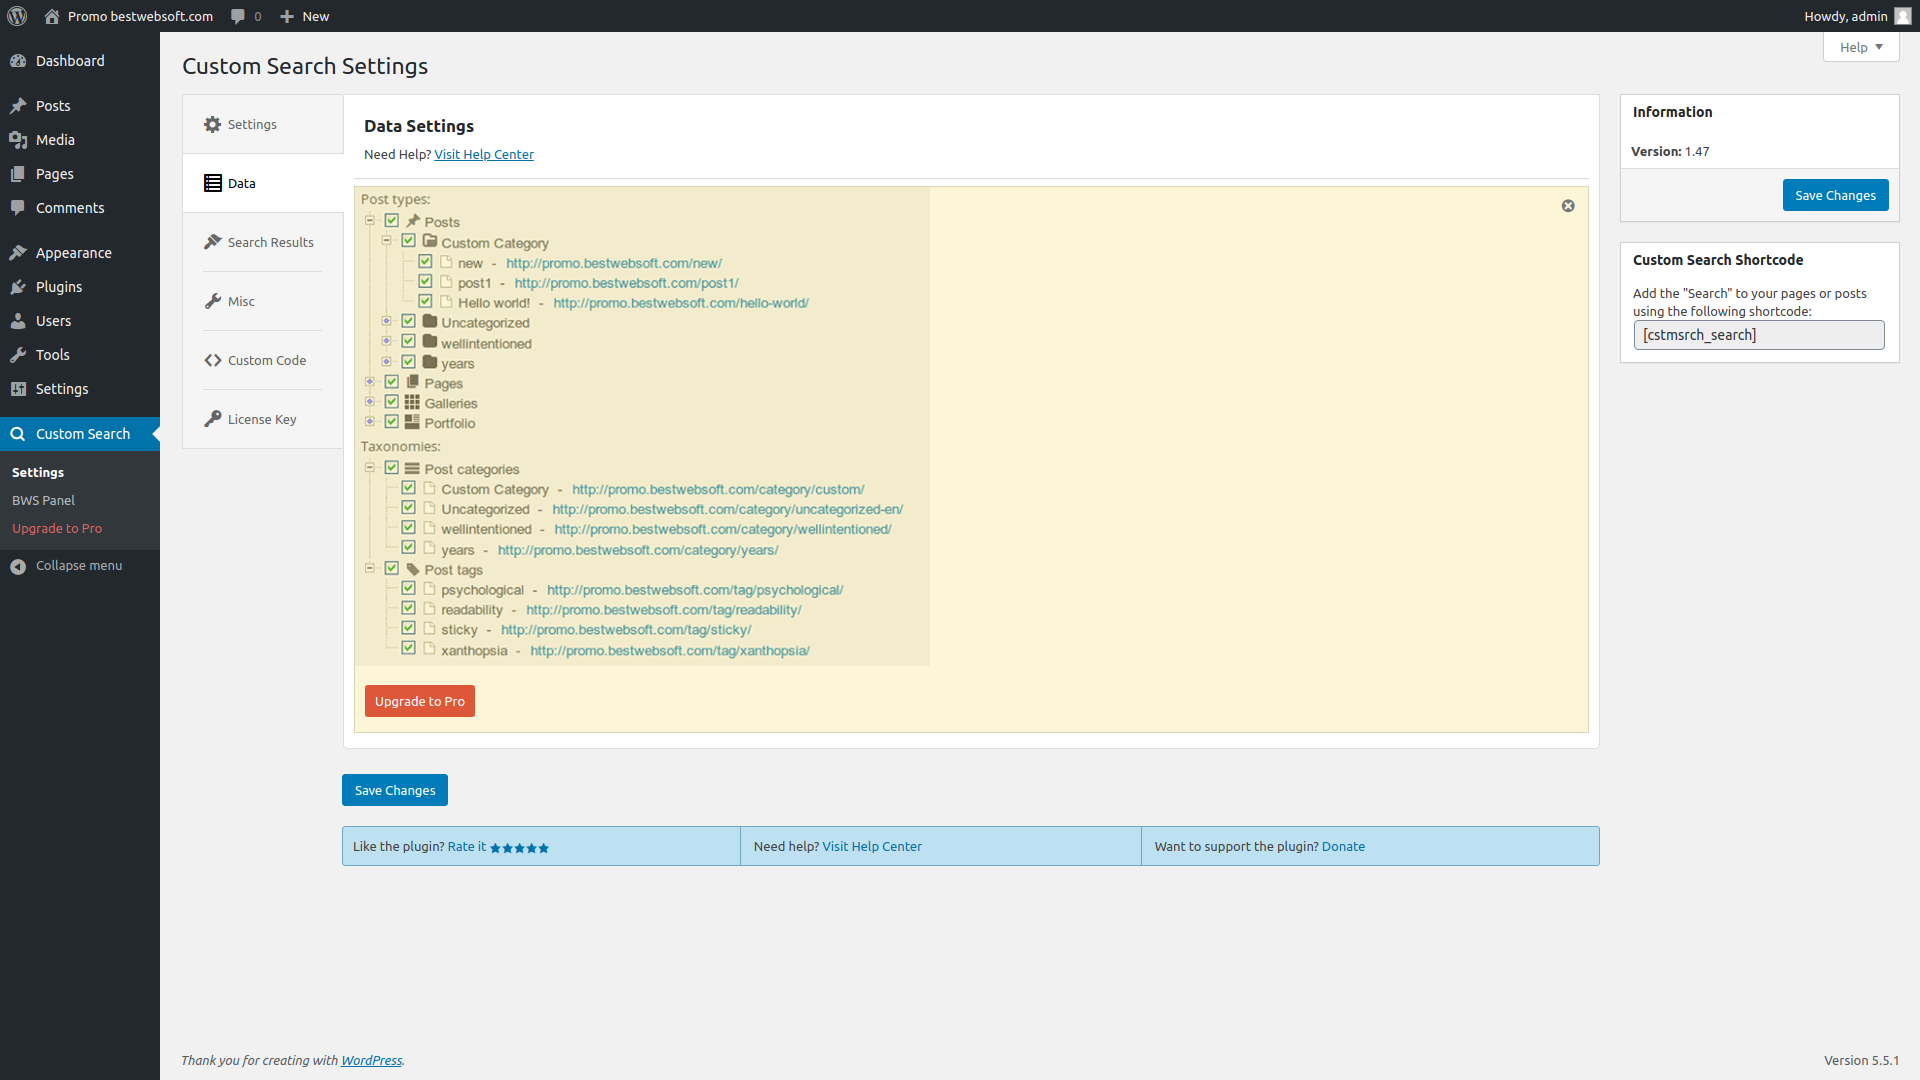 Promo bestwebsoft.com 0 New Howdy, admin
Help
Dashboard
Posts
Media
Pages
Comments
Appearance
Plugins
Users
Tools
Settings
Custom Search
Settings
BWS Panel
Upgrade to Pro
Collapse menu
Custom Search Settings
Settings
Data
Search Results
Misc
Custom Code
License Key
Data Settings
Need Help? Visit Help Center
Post types:
Posts
Custom Category
new - http://promo.bestwebsoft.com/new/
post1 - http://promo.bestwebsoft.com/post1/
Hello world! - http://promo.bestwebsoft.com/hello-world/
Uncategorized
wellintentioned
years
Pages
Galleries
Portfolio
Taxonomies:
Post categories
Custom Category - http://promo.bestwebsoft.com/category/custom/
Uncategorized - http://promo.bestwebsoft.com/category/uncategorized-en/
wellintentioned - http://promo.bestwebsoft.com/category/wellintentioned/
years - http://promo.bestwebsoft.com/category/years/
Post tags
psychological - http://promo.bestwebsoft.com/tag/psychological/
readability - http://promo.bestwebsoft.com/tag/readability/
sticky - http://promo.bestwebsoft.com/tag/sticky/
xanthopsia - http://promo.bestwebsoft.com/tag/xanthopsia/
Upgrade to Pro
Save Changes
Like the plugin? Rate it
Need help? Visit Help Center
Want to support the plugin? Donate
Information
Version: 1.47
Save Changes
Custom Search Shortcode
Add the "Search" to your pages or posts
using the following shortcode:
[cstmsrch_search]
Thank you for creating with WordPress.
Version 5.5.1